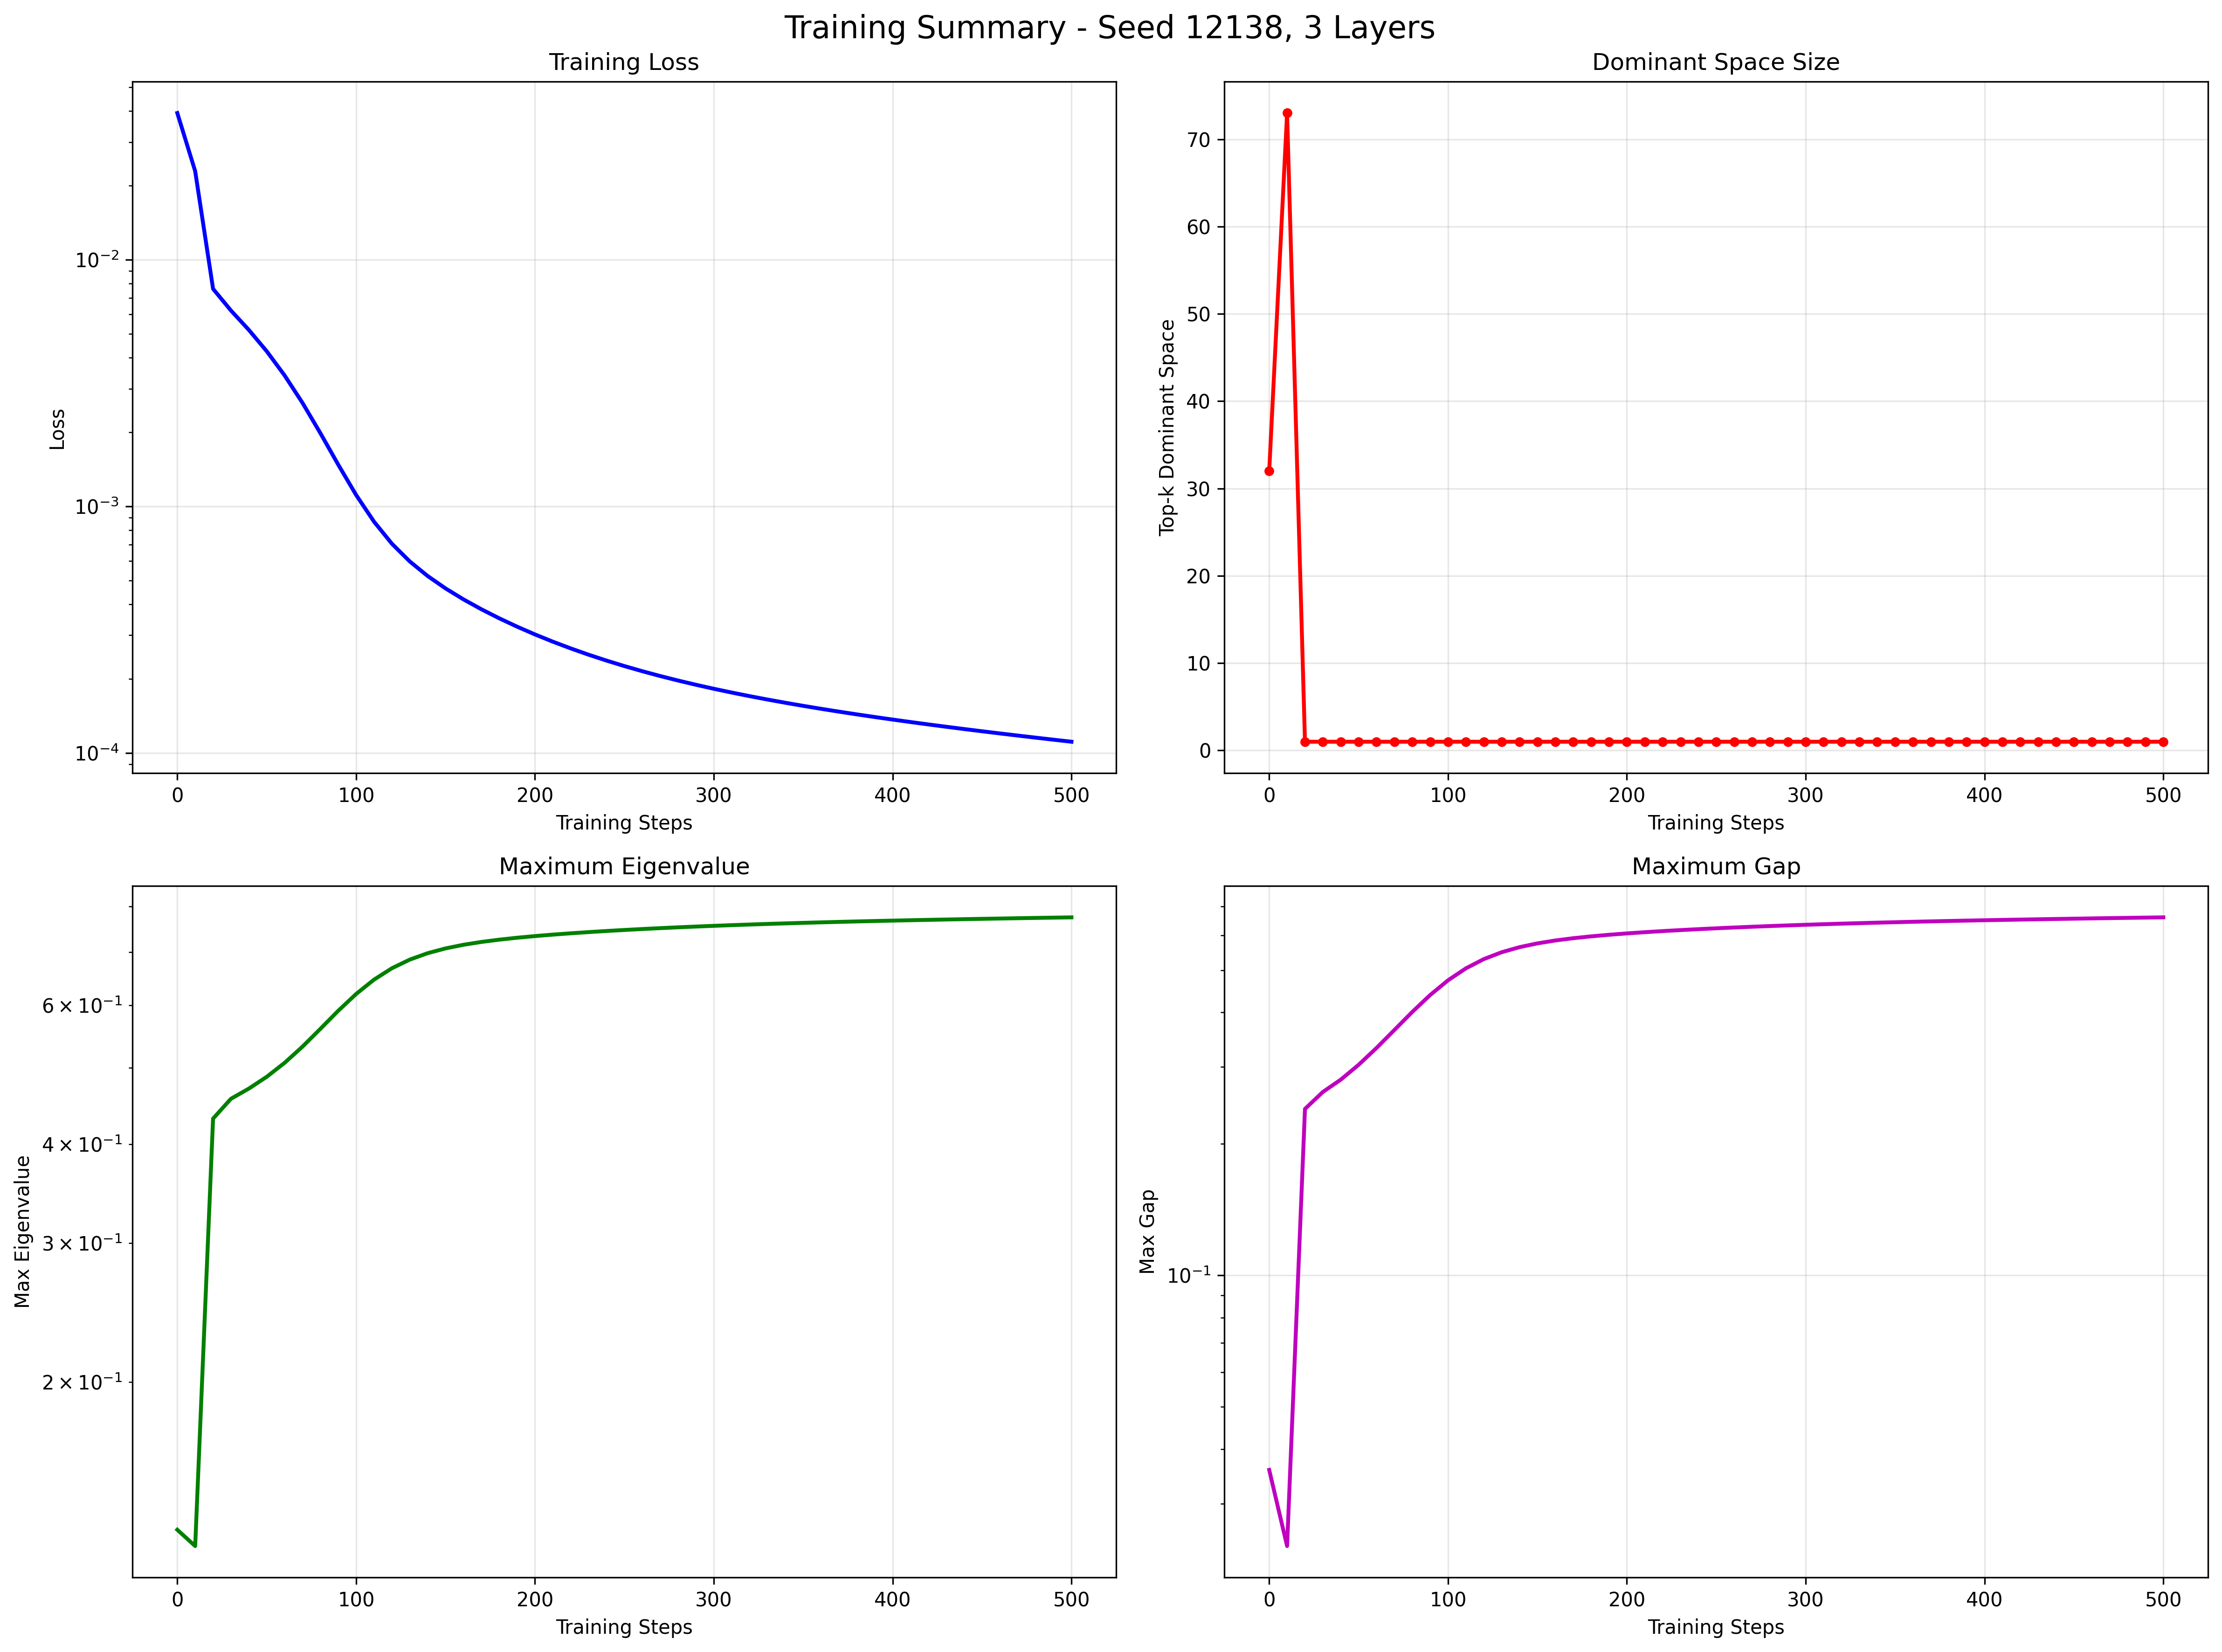 Training Summary - Seed 12138, 3 Layers
Training Loss
Loss
10⁻²
10⁻³
10⁻⁴
0 100 200 300 400 500
Training Steps
Dominant Space Size
Top-k Dominant Space
70
60
50
40
30
20
10
0
0 100 200 300 400 500
Training Steps
Maximum Eigenvalue
Max Eigenvalue
6 × 10⁻¹
4 × 10⁻¹
3 × 10⁻¹
2 × 10⁻¹
0 100 200 300 400 500
Training Steps
Maximum Gap
Max Gap
10⁻¹
0 100 200 300 400 500
Training Steps